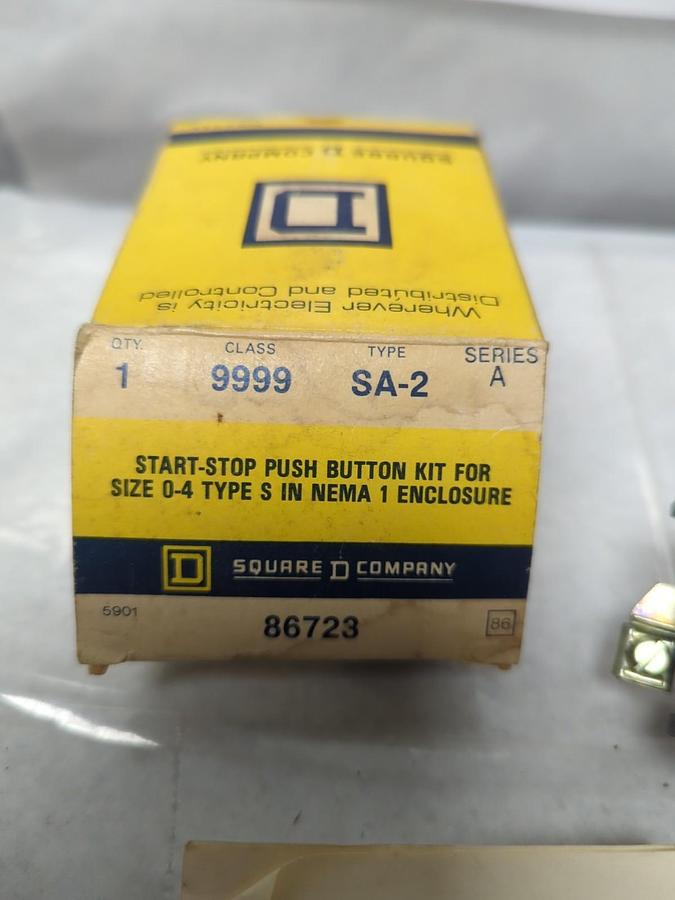 SQUARE D COMPANY
D
Wherever Electricity is
Distributed and Controlled
QTY. CLASS TYPE SERIES
1 9999 SA-2 A
START-STOP PUSH BUTTON KIT FOR
SIZE 0-4 TYPE S IN NEMA 1 ENCLOSURE
D SQUARE D COMPANY
5901 86723 86